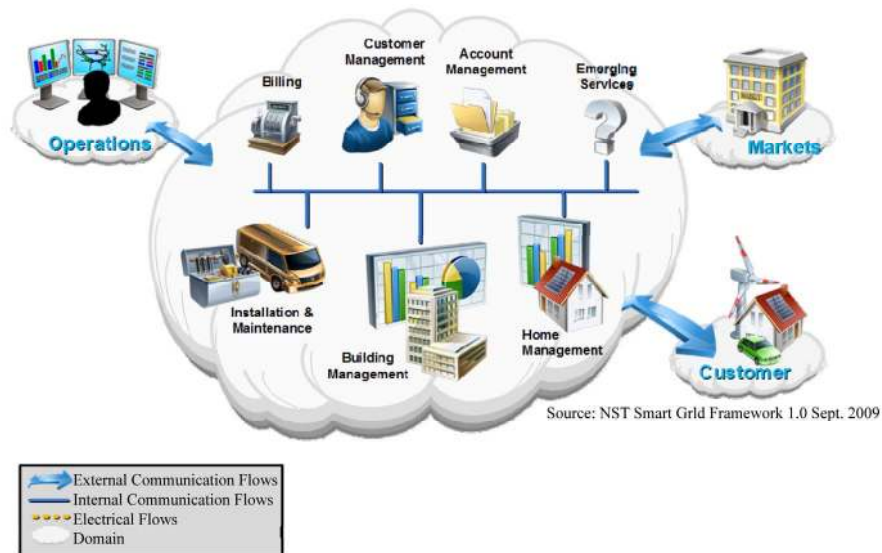 Customer
Management
Account
Management
Emerging
Services
Billing
Operations
Markets
Installation &
Maintenance
Building
Management
Home
Management
Customer
Source: NST Smart Grld Framework 1.0 Sept. 2009
External Communication Flows
Internal Communication Flows
Electrical Flows
Domain